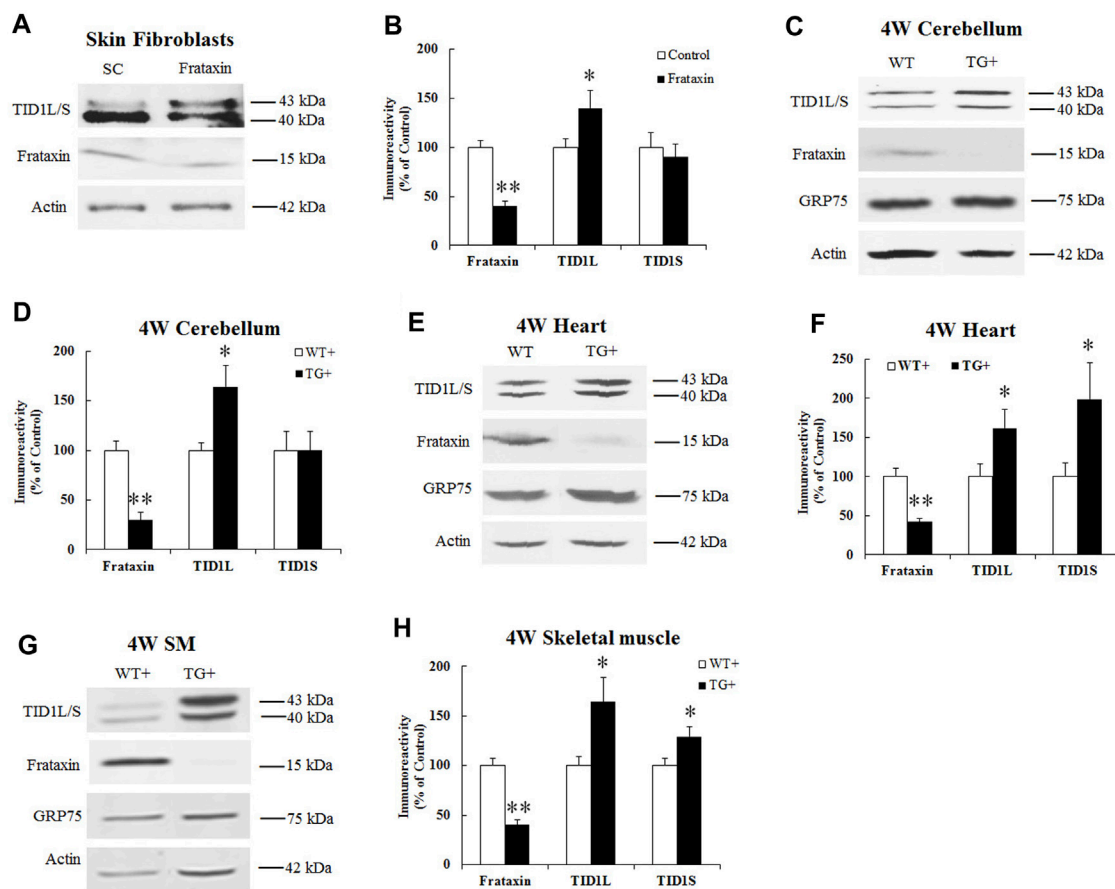 A
Skin Fibroblasts
SC Frataxin
TID1L/S
43 kDa
40 kDa
Frataxin
15 kDa
Actin
42 kDa
B
Immunoreactivity
(% of Control)
200
150
100
50
0
Control
Frataxin
**
*
Frataxin TID1L TID1S
C
4W Cerebellum
WT TG+
TID1L/S
43 kDa
40 kDa
Frataxin
15 kDa
GRP75
75 kDa
Actin
42 kDa
D
4W Cerebellum
Immunoreactivity
(% of Control)
200
150
100
50
0
WT+
TG+
**
*
Frataxin TID1L TID1S
E
4W Heart
WT TG+
TID1L/S
43 kDa
40 kDa
Frataxin
15 kDa
GRP75
75 kDa
Actin
42 kDa
F
4W Heart
Immunoreactivity
(% of Control)
250
200
150
100
50
0
WT+ TG+
**
*
*
Frataxin TID1L TID1S
G
4W SM
WT+ TG+
TID1L/S
43 kDa
40 kDa
Frataxin
15 kDa
GRP75
75 kDa
Actin
42 kDa
H
4W Skeletal muscle
Immunoreactivity
(% of Control)
200
150
100
50
0
WT+
TG+
**
*
*
Frataxin TID1L TID1S